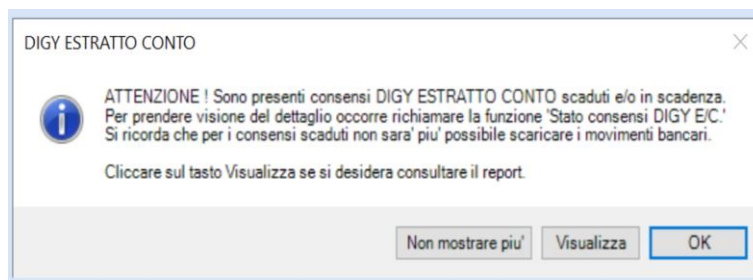 DIGY ESTRATTO CONTO
ATTENZIONE ! Sono presenti consensi DIGY ESTRATTO CONTO scaduti e/o in scadenza.
Per prendere visione del dettaglio occorre richiamare la funzione 'Stato consensi DIGY E/C.'
Si ricorda che per i consensi scaduti non sara' piu' possibile scaricare i movimenti bancari.
Cliccare sul tasto Visualizza se si desidera consultare il report.
Non mostrare piu' Visualizza OK